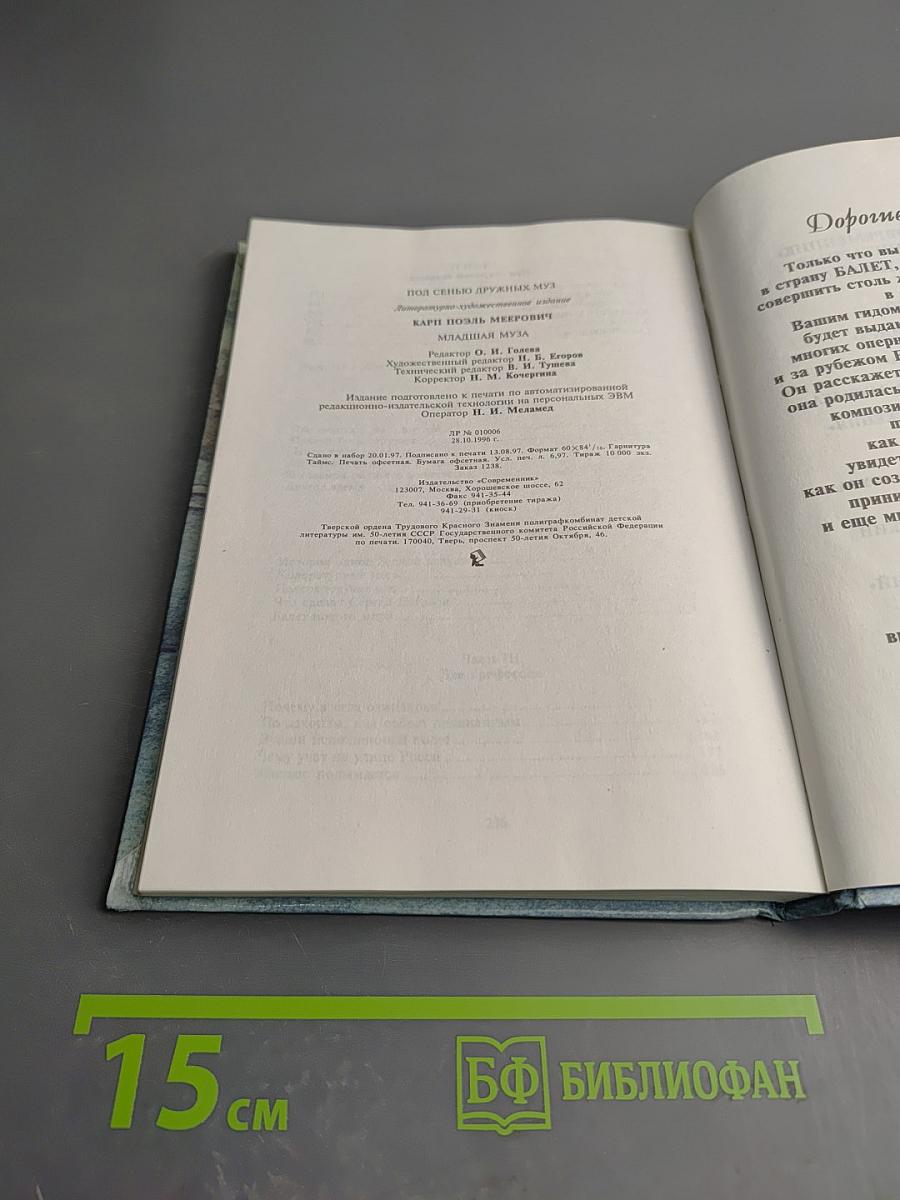 ПОД СЕНЬЮ ДРУЖНЫХ МУЗ
Литературно-художественное издание
КАРП ПОЭЛЬ МЕЕРОВИЧ
МЛАДШАЯ МУЗА
Редактор О. И. Голева
Художественный редактор Н. Б. Егоров
Технический редактор В. И. Тушева
Корректор Н. М. Кочергина
Издание подготовлено к печати по автоматизированной
редакционно-издательской технологии на персональных ЭВМ
Оператор Н. И. Меламед
ЛР № 010006
28.10.1996 г.
Сдано в набор 20.01.97. Подписано к печати 13.08.97. Формат 60×84¹/₁₆. Гарнитура
Таймс. Печать офсетная. Бумага офсетная. Усл. печ. л. 6,97. Тираж 10 000 экз.
Заказ 1238.
Издательство «Современник»
123007, Москва, Хорошевское шоссе, 62
Факс 941-35-44
Тел. 941-36-69 (приобретение тиража)
941-29-31 (киоск)
Тверской ордена Трудового Красного Знамени полиграфкомбинат детской
литературы им. 50-летия СССР Государственного комитета Российской Федерации
по печати. 170040, Тверь, проспект 50-летия Октября, 46.
Дорогие
Только что вы
в страну БАЛЕТ,
совершить столь
в
Вашим гидом
будет
многих
и за рубежом
Он расскажет
она родилась
как
как он
и еще
15 см
БФ БИБЛИОФАН